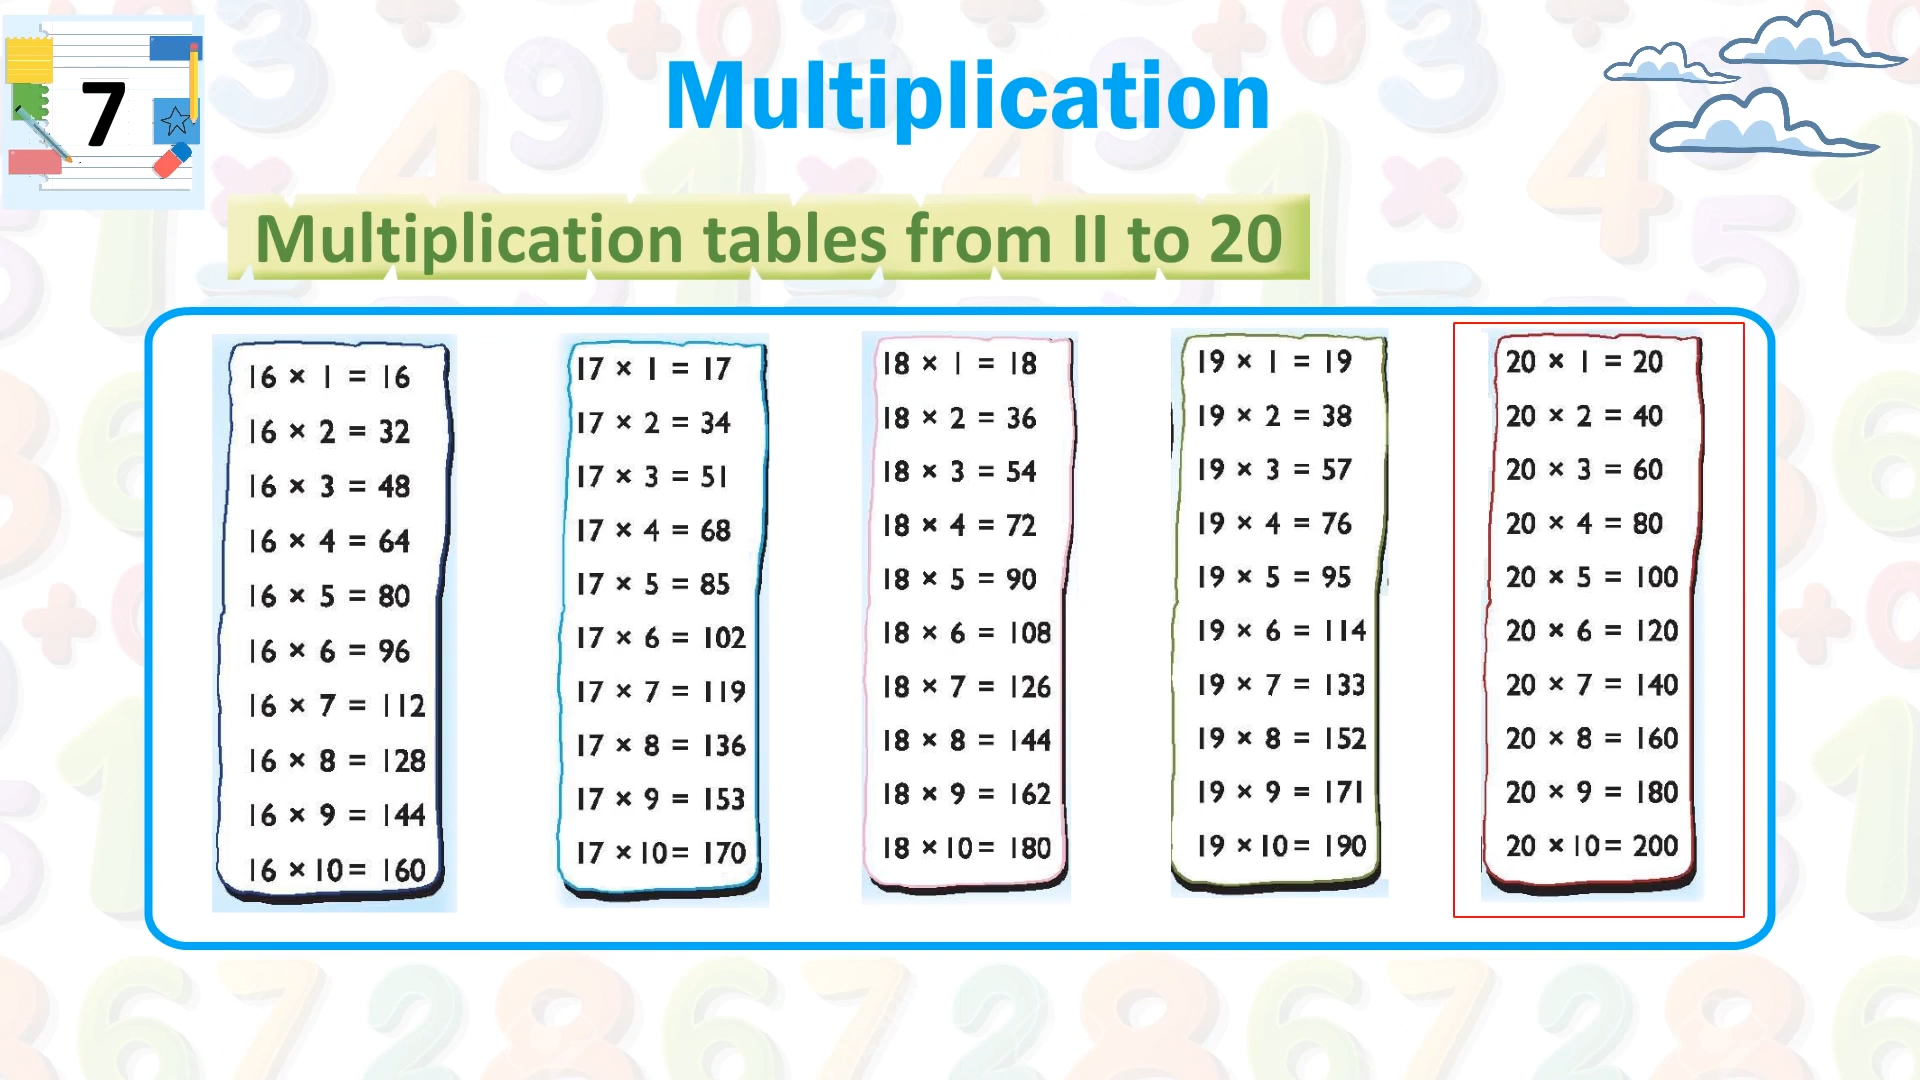 7
Multiplication
Multiplication tables from II to 20
16 × 1 = 16
16 × 2 = 32
16 × 3 = 48
16 × 4 = 64
16 × 5 = 80
16 × 6 = 96
16 × 7 = 112
16 × 8 = 128
16 × 9 = 144
16 × 10 = 160
17 × 1 = 17
17 × 2 = 34
17 × 3 = 51
17 × 4 = 68
17 × 5 = 85
17 × 6 = 102
17 × 7 = 119
17 × 8 = 136
17 × 9 = 153
17 × 10 = 170
18 × 1 = 18
18 × 2 = 36
18 × 3 = 54
18 × 4 = 72
18 × 5 = 90
18 × 6 = 108
18 × 7 = 126
18 × 8 = 144
18 × 9 = 162
18 × 10 = 180
19 × 1 = 19
19 × 2 = 38
19 × 3 = 57
19 × 4 = 76
19 × 5 = 95
19 × 6 = 114
19 × 7 = 133
19 × 8 = 152
19 × 9 = 171
19 × 10 = 190
20 × 1 = 20
20 × 2 = 40
20 × 3 = 60
20 × 4 = 80
20 × 5 = 100
20 × 6 = 120
20 × 7 = 140
20 × 8 = 160
20 × 9 = 180
20 × 10 = 200